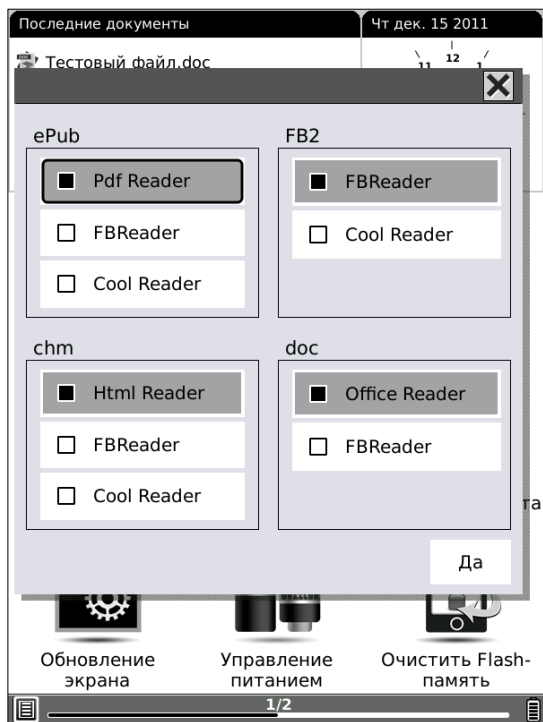 Последние документы
Чт дек. 15 2011
Тестовый файл.doc
11 12 1
ePub
FB2
Pdf Reader
FBReader
FBReader
Cool Reader
Cool Reader
chm
doc
Html Reader
Office Reader
FBReader
FBReader
Cool Reader
та
Да
Обновление
экрана
Управление
питанием
Очистить Flash-
память
1/2